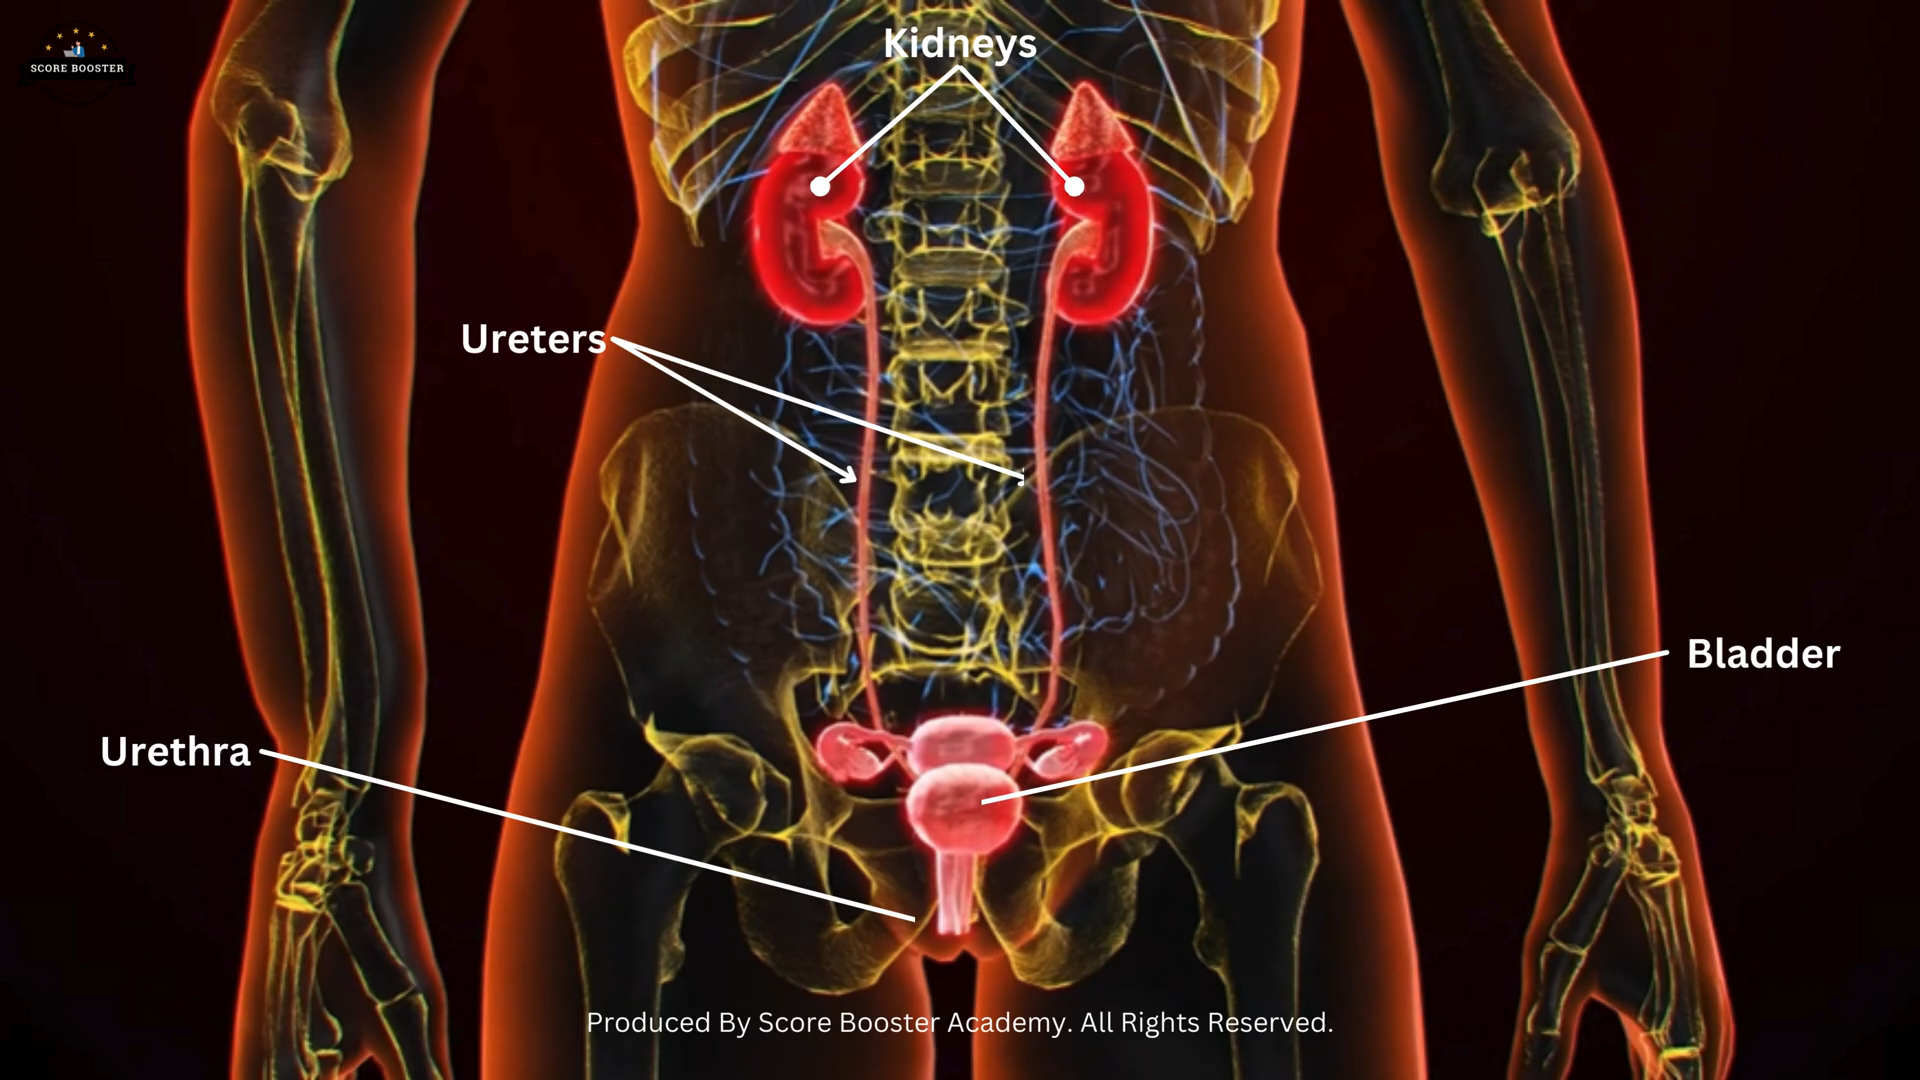 SCORE BOOSTER
Kidneys
Ureters
Bladder
Urethra
Produced By Score Booster Academy. All Rights Reserved.